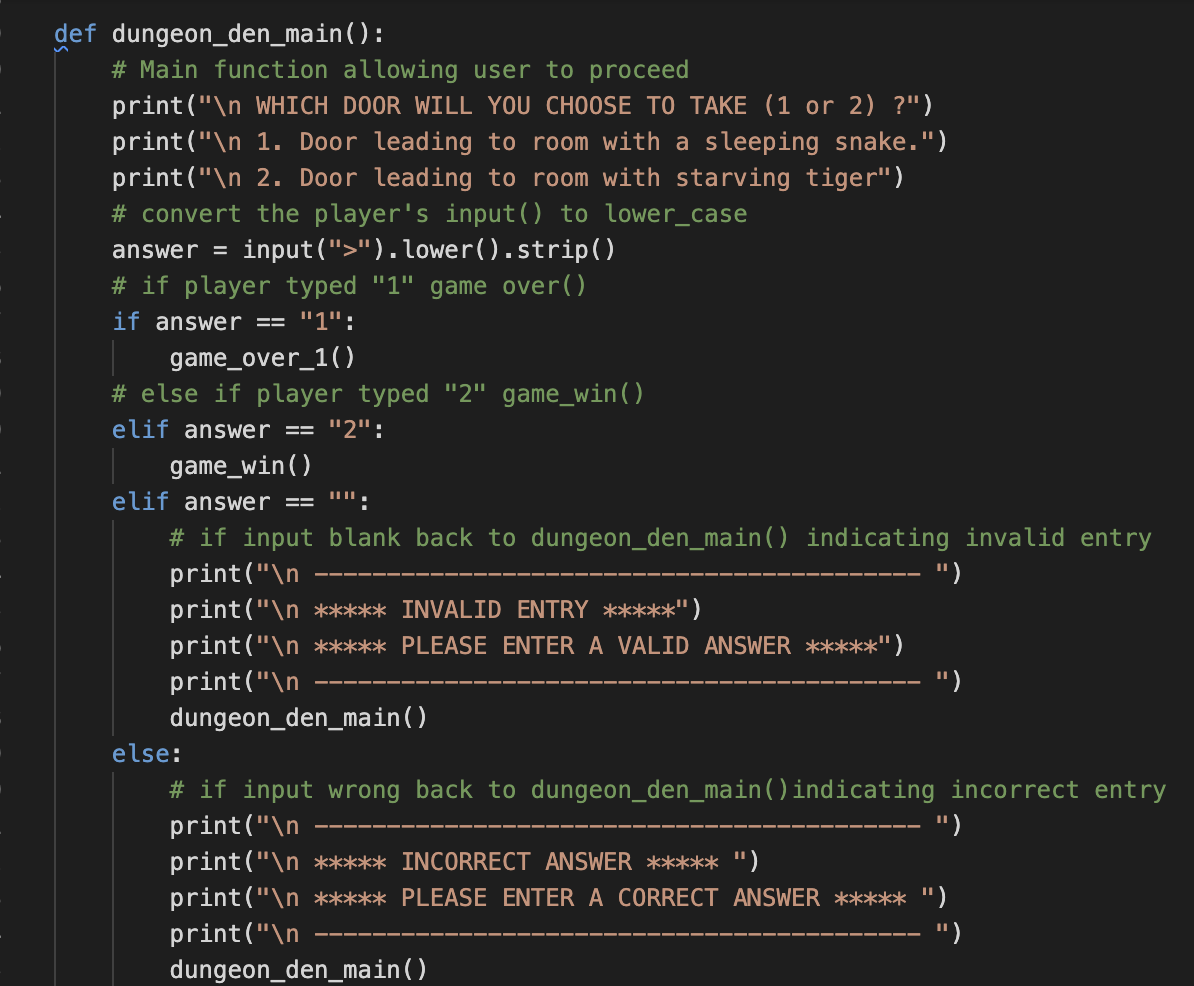 def dungeon_den_main():
    # Main function allowing user to proceed
    print("\n WHICH DOOR WILL YOU CHOOSE TO TAKE (1 or 2) ?")
    print("\n 1. Door leading to room with a sleeping snake.")
    print("\n 2. Door leading to room with starving tiger")
    # convert the player's input() to lower_case
    answer = input(">").lower().strip()
    # if player typed "1" game over()
    if answer == "1":
        game_over_1()
    # else if player typed "2" game_win()
    elif answer == "2":
        game_win()
    elif answer == "":
        # if input blank back to dungeon_den_main() indicating invalid entry
        print("\n ------------------------------------------ ")
        print("\n ***** INVALID ENTRY *****")
        print("\n ***** PLEASE ENTER A VALID ANSWER *****")
        print("\n ------------------------------------------ ")
        dungeon_den_main()
    else:
        # if input wrong back to dungeon_den_main()indicating incorrect entry
        print("\n ------------------------------------------ ")
        print("\n ***** INCORRECT ANSWER ***** ")
        print("\n ***** PLEASE ENTER A CORRECT ANSWER ***** ")
        print("\n ------------------------------------------ ")
        dungeon_den_main()